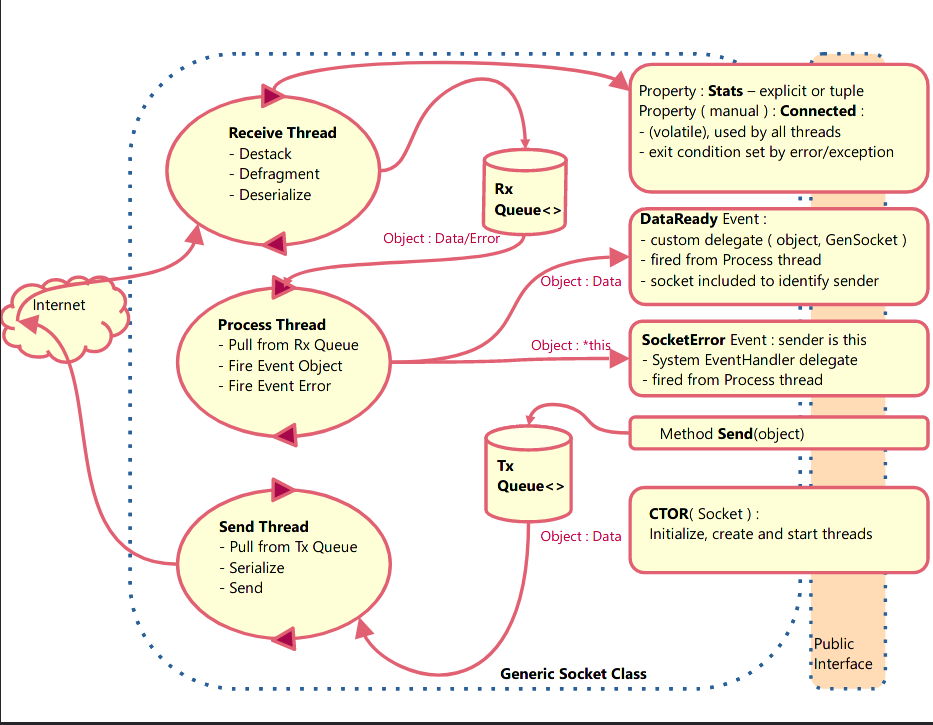 Property : Stats – explicit or tuple
Property ( manual ) : Connected :
- (volatile), used by all threads
- exit condition set by error/exception
Receive Thread
- Destack
- Defragment
- Deserialize
Rx
Queue<>
Object : Data/Error
DataReady Event :
- custom delegate ( object, GenSocket )
- fired from Process thread
- socket included to identify sender
Object : Data
Internet
Process Thread
- Pull from Rx Queue
- Fire Event Object
- Fire Event Error
Object : *this
SocketError Event : sender is this
- System EventHandler delegate
- fired from Process thread
Method Send(object)
Tx
Queue<>
Object : Data
CTOR( Socket ) :
Initialize, create and start threads
Send Thread
- Pull from Tx Queue
- Serialize
- Send
Public
Interface
Generic Socket Class